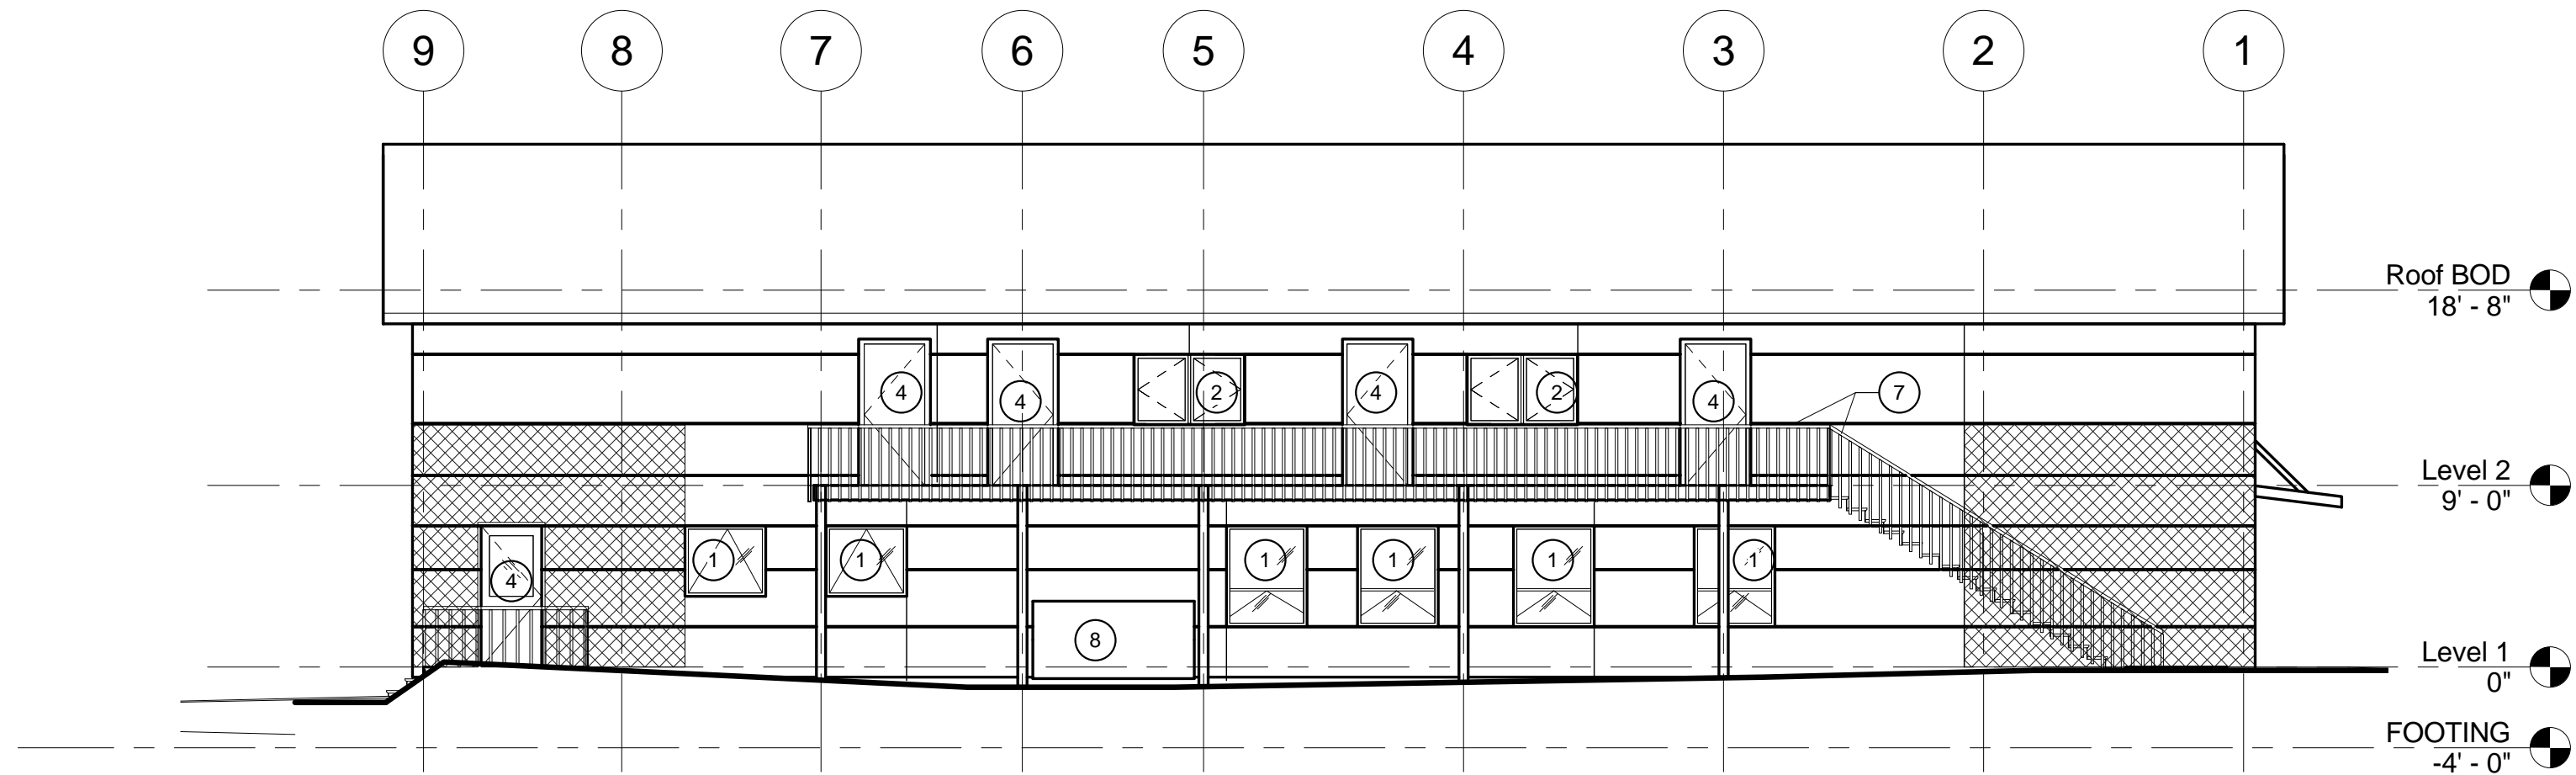 9 8 7 6 5 4 3 2 1
Roof BOD
18' - 8"
4 4 2 4 2 4 7
Level 2
9' - 0"
4 1 1 1 1 1 1
8
Level 1
0"
FOOTING
-4' - 0"